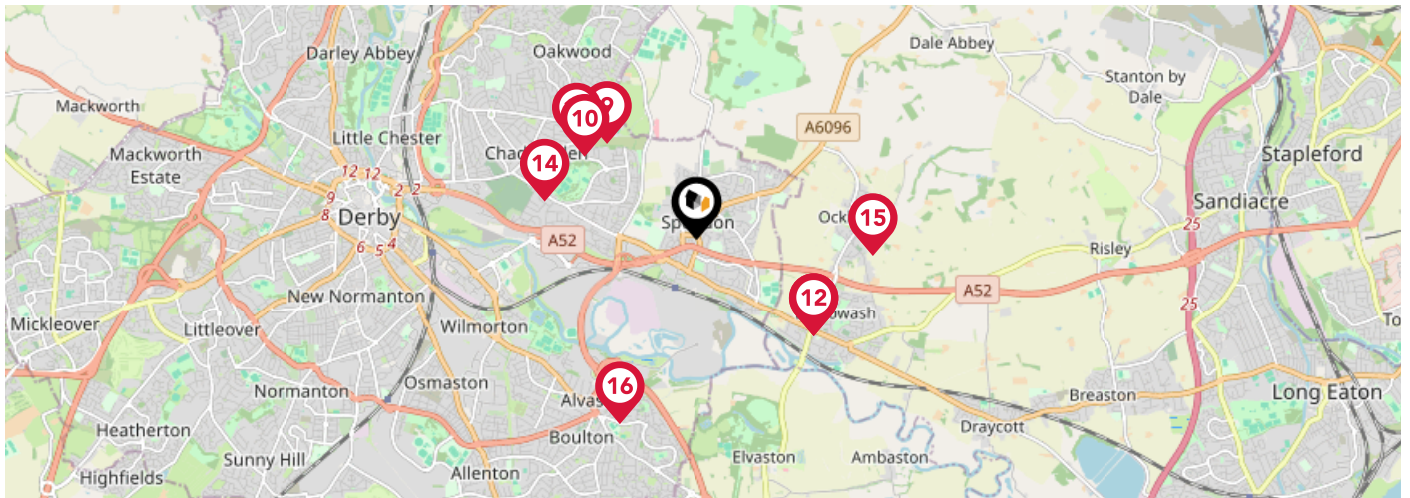 Darley Abbey
Oakwood
Dale Abbey
Stanton by
Dale
Mackworth
9
10
A6096
Little Chester
Mackworth
Estate
14
Stapleford
12
12
2
2
9
8
Derby
6
5
4
A52
15
Sandiacre
25
Risley
A52
12
25
New Normanton
Mickleover
Littleover
Wilmorton
Osmaston
Normanton
16
Breaston
Long Eaton
Heatherton
Boulton
Draycott
Sunny Hill
Highfields
Allenton
Elvaston
Ambaston